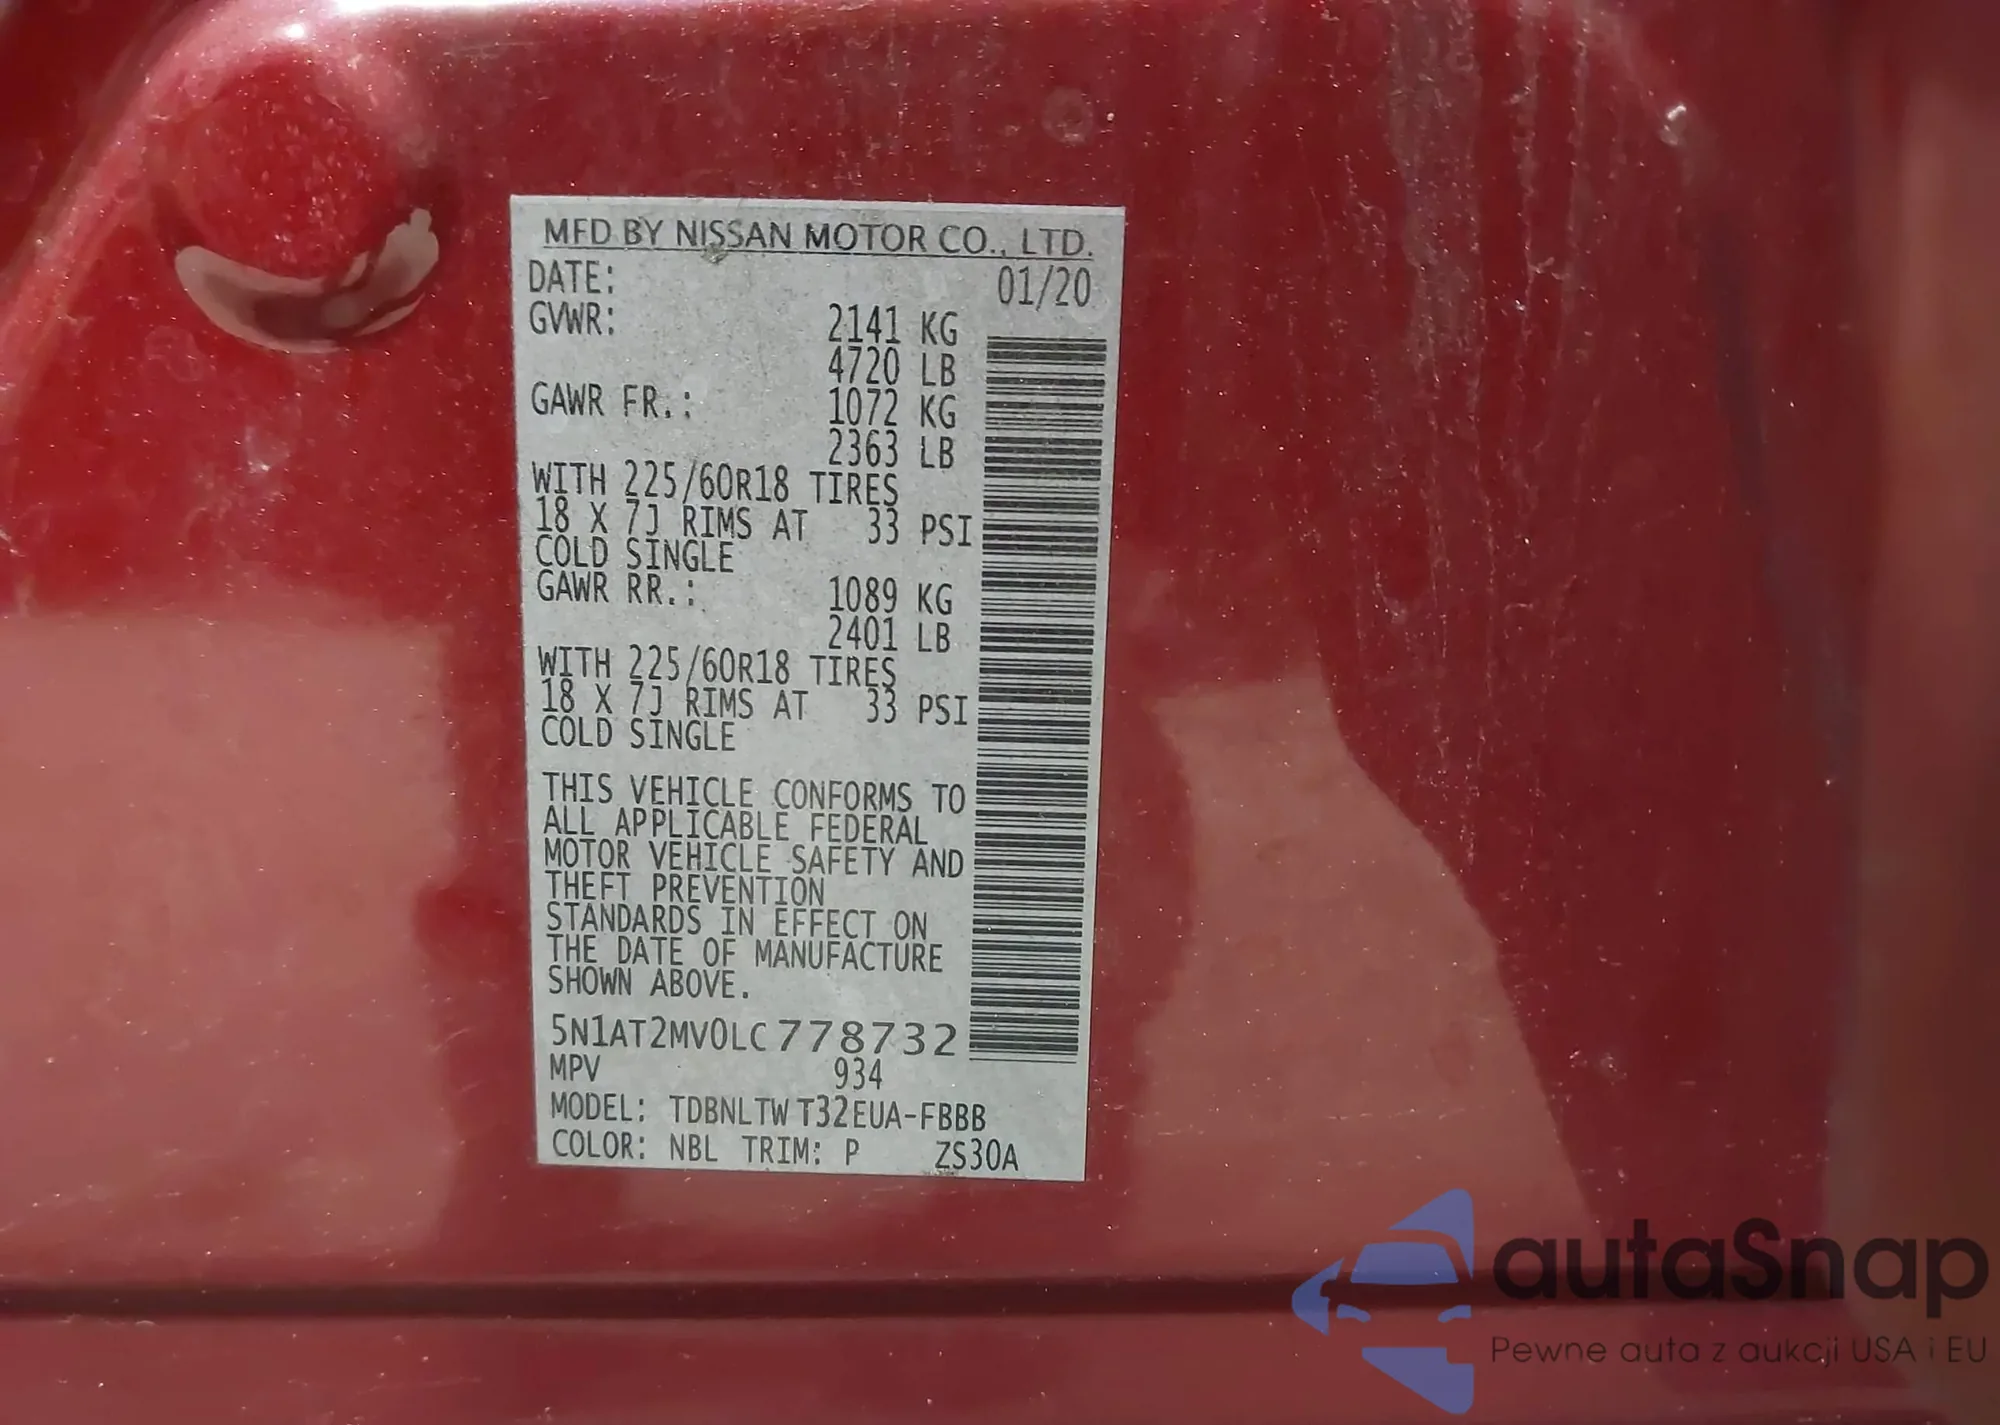 MFD BY NISSAN MOTOR CO., LTD.
DATE: 01/20
GVWR: 2141 KG
4720 LB
GAWR FR.: 1072 KG
2363 LB
WITH 225/60R18 TIRES
18 X 7J RIMS AT 33 PSI
COLD SINGLE
GAWR RR.: 1089 KG
2401 LB
WITH 225/60R18 TIRES
18 X 7J RIMS AT 33 PSI
COLD SINGLE
THIS VEHICLE CONFORMS TO
ALL APPLICABLE FEDERAL
MOTOR VEHICLE SAFETY AND
THEFT PREVENTION
STANDARDS IN EFFECT ON
THE DATE OF MANUFACTURE
SHOWN ABOVE.
5N1AT2MV0LC778732
MPV 934
MODEL: TDBNLTWT32EUA-FBBB
COLOR: NBL TRIM: P ZS30A
autaSnap
Pewne auta z aukcji USA i EU